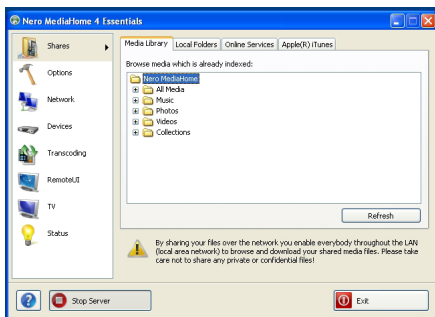 Nero MediaHome 4 Essentials
Shares
Options
Network
Devices
Transcoding
RemoteUI
TV
Status
Media Library
Local Folders
Online Services
Apple(R) iTunes
Browse media which is already indexed:
Nero MediaHome
All Media
Music
Photos
Videos
Collections
Refresh
By sharing your files over the network you enable everybody throughout the LAN
(local area network) to browse and download your shared media files. Please take
care not to share any private or confidential files!
Stop Server
Exit